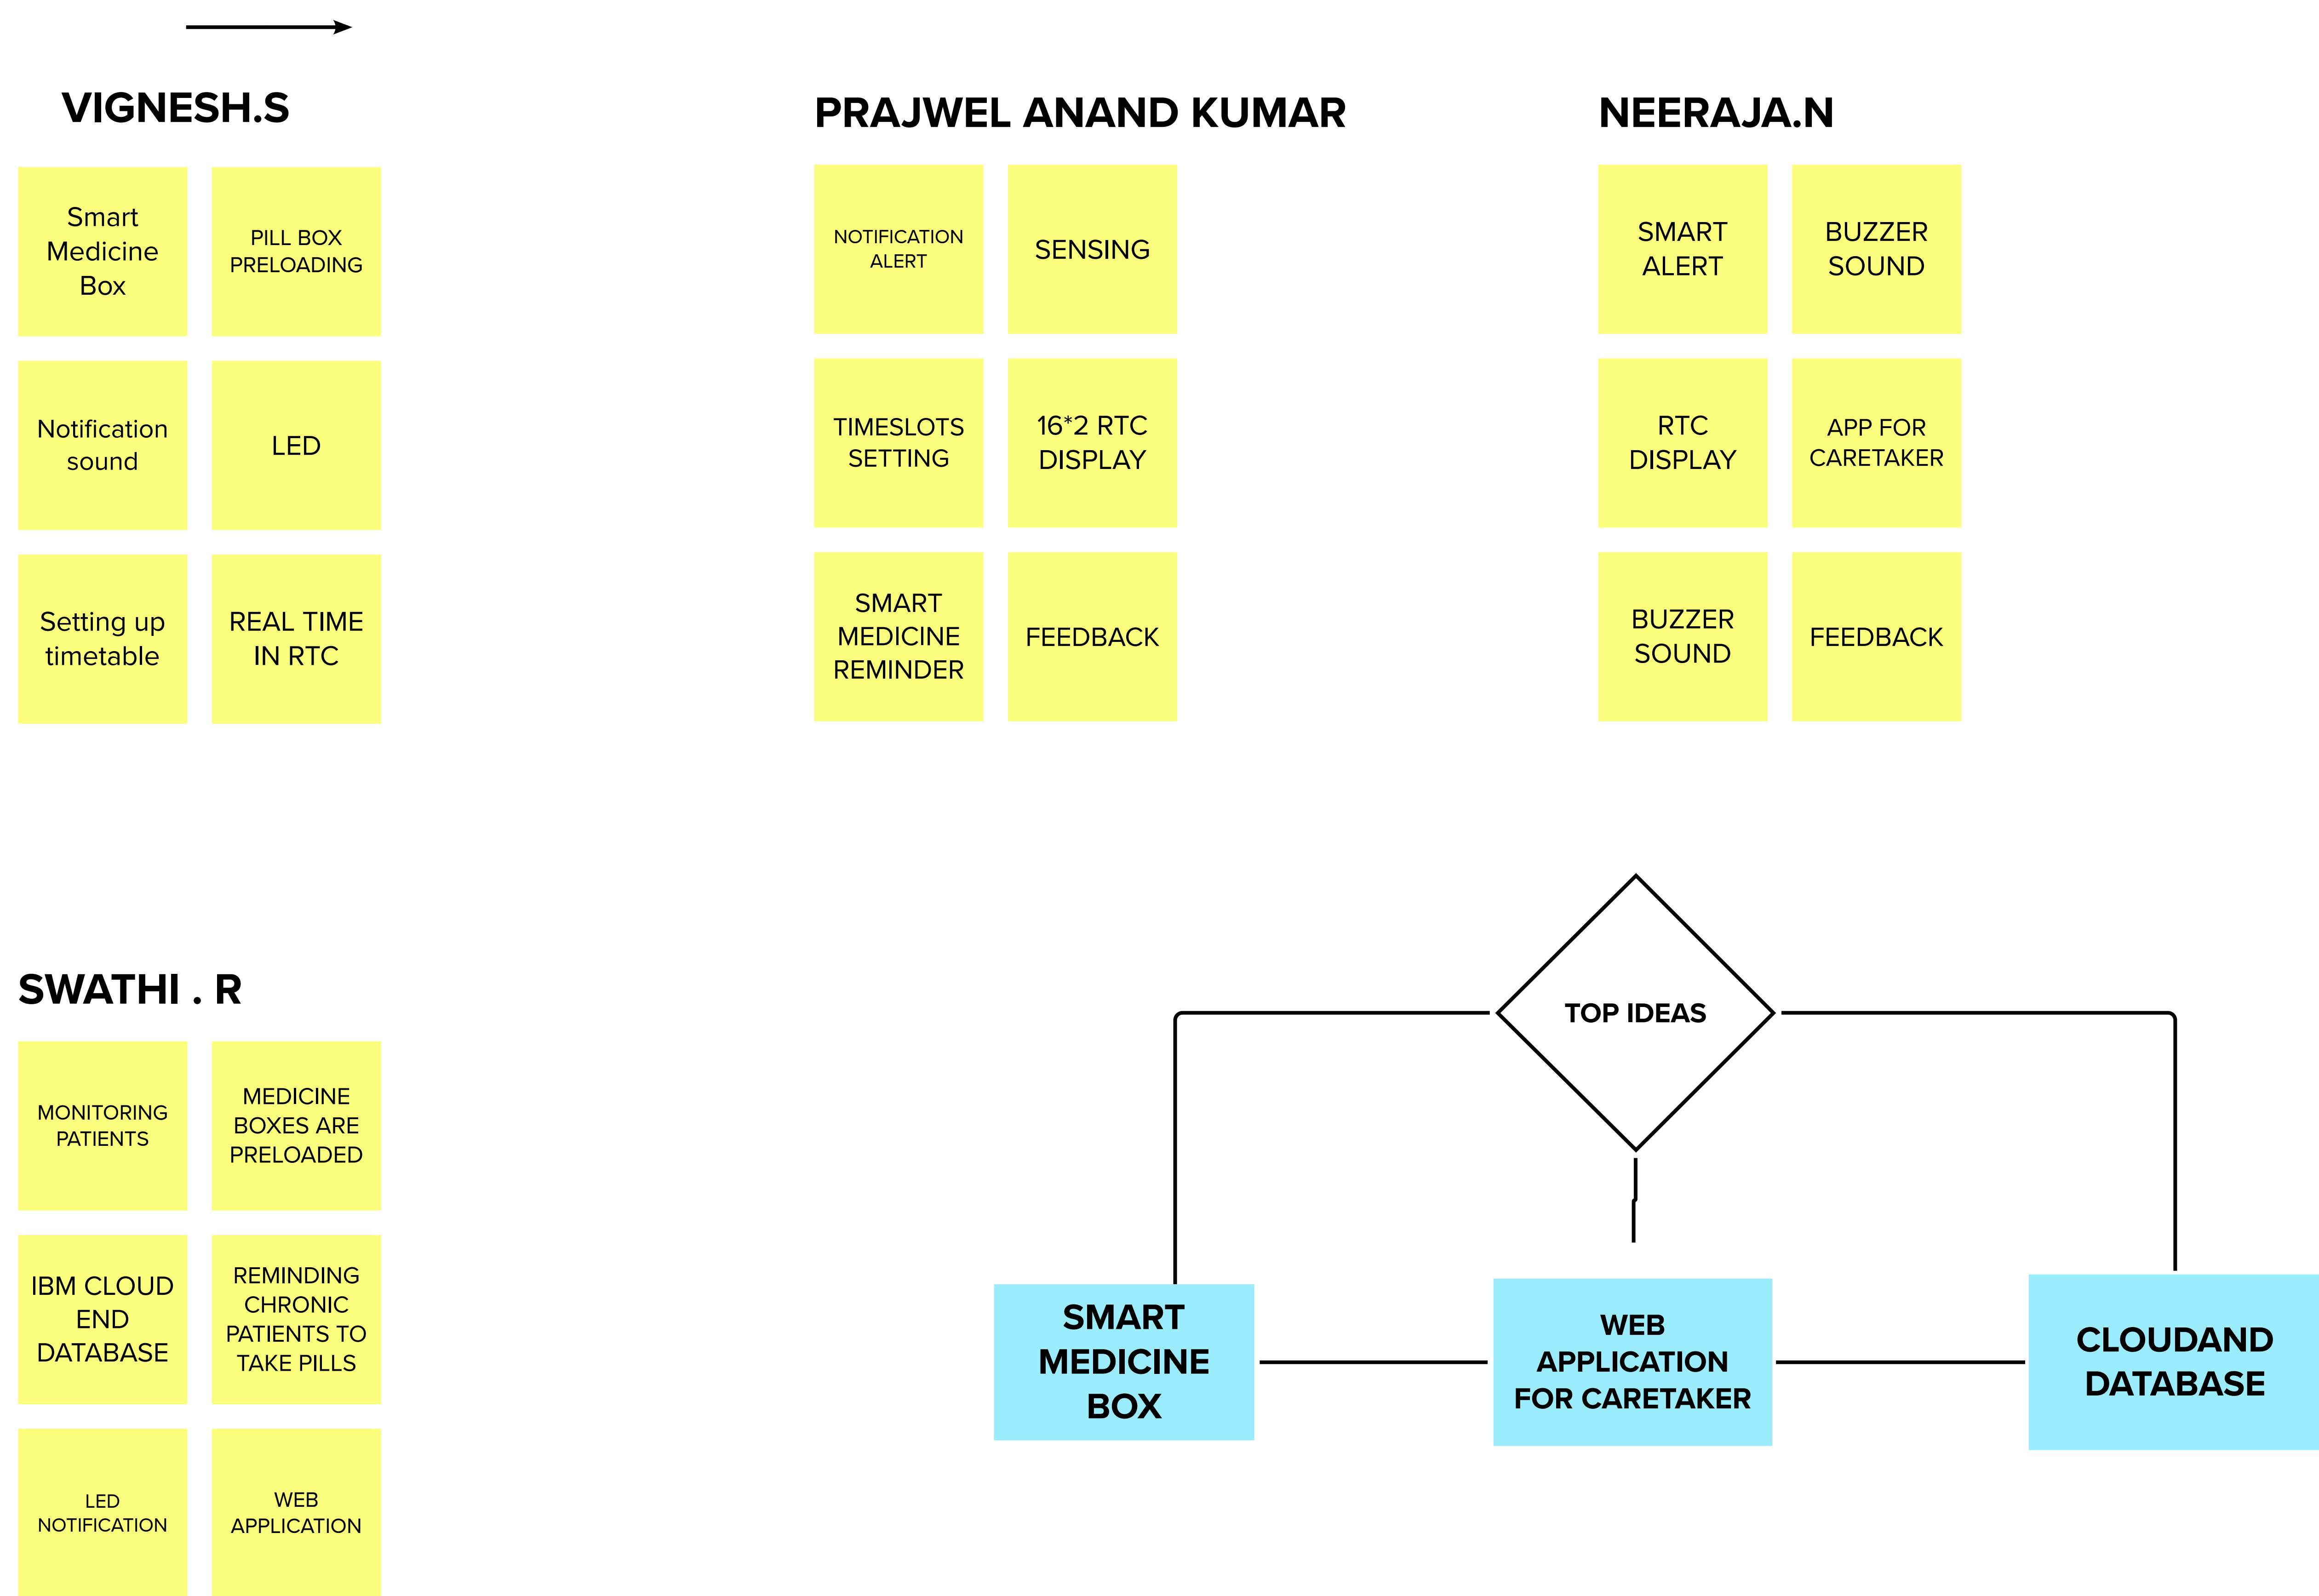 VIGNESH.S
Smart
Medicine
Box
PILL BOX
PRELOADING
Notification
sound
LED
Setting up
timetable
REAL TIME
IN RTC
PRAJWEL ANAND KUMAR
NOTIFICATION
ALERT
SENSING
TIMESLOTS
SETTING
16*2 RTC
DISPLAY
SMART
MEDICINE
REMINDER
FEEDBACK
NEERAJA.N
SMART
ALERT
BUZZER
SOUND
RTC
DISPLAY
APP FOR
CARETAKER
BUZZER
SOUND
FEEDBACK
SWATHI . R
MONITORING
PATIENTS
MEDICINE
BOXES ARE
PRELOADED
IBM CLOUD
END
DATABASE
REMINDING
CHRONIC
PATIENTS TO
TAKE PILLS
LED
NOTIFICATION
WEB
APPLICATION
TOP IDEAS
SMART
MEDICINE
BOX
WEB
APPLICATION
FOR CARETAKER
CLOUDAND
DATABASE